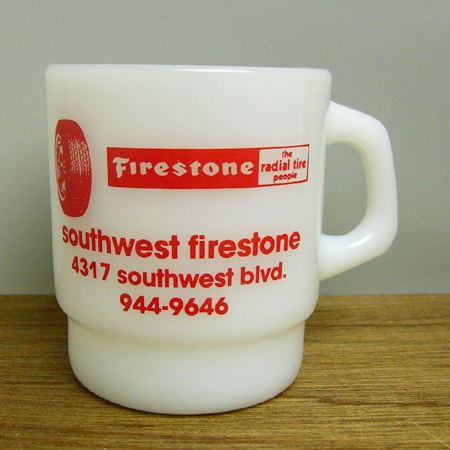 Firestone
the
radial tire
people
southwest firestone
4317 southwest blvd.
944-9646